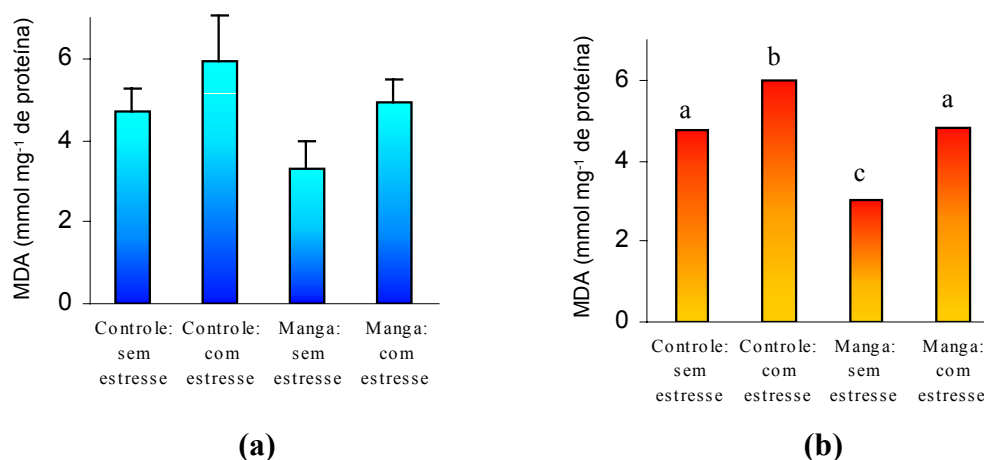 MDA (mmol mg⁻¹ de proteína)
6
4
2
0
Controle: sem estresse
Controle: com estresse
Manga: sem estresse
Manga: com estresse
(a)
MDA (mmol mg⁻¹ de proteína)
6
4
2
0
a
b
c
a
Controle: sem estresse
Controle: com estresse
Manga: sem estresse
Manga: com estresse
(b)